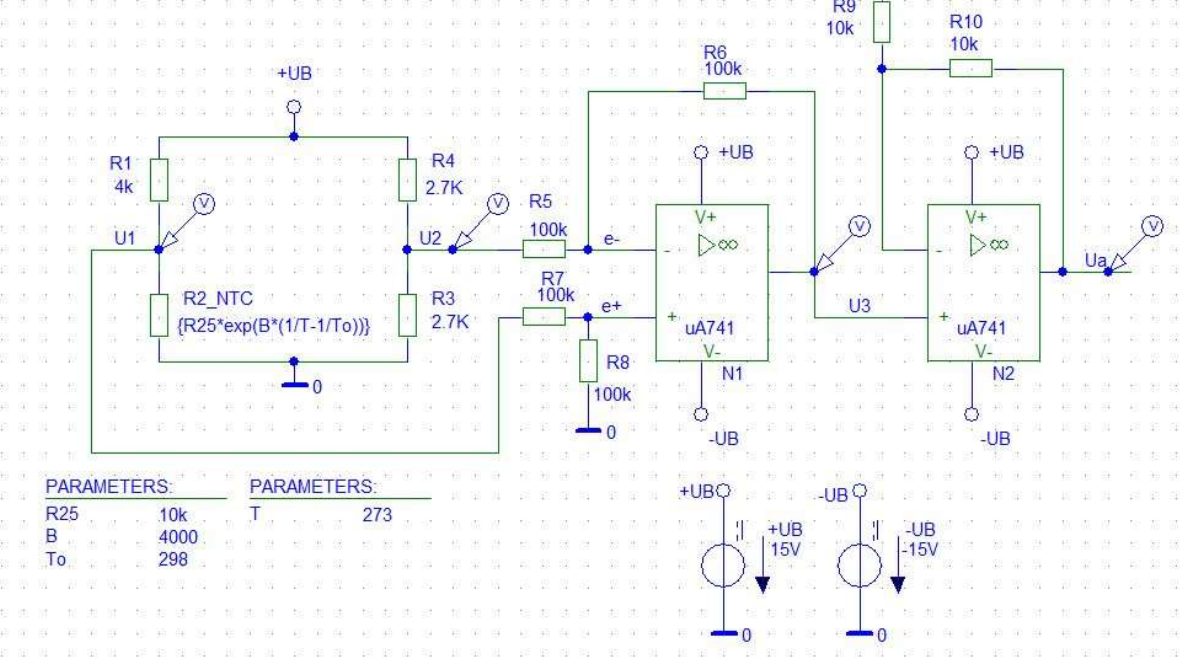 R9
10k
R10
10k
R6
100k
+UB
+UB
+UB
R1
4k
R4
2.7K
V
V
R5
100k
V+
V+
U1
U2
e-
-
▷∞
V
-
▷∞
Ua
V
R7
100k
R2_NTC
{R25*exp(B*(1/T-1/To))}
R3
2.7K
e+
+
uA741
U3
+
uA741
V-
V-
R8
100k
N1
N2
0
0
-UB
-UB
PARAMETERS:
R25 10k
B 4000
To 298
PARAMETERS:
T 273
+UB
+UB
15V
0
-UB
-UB
-15V
0